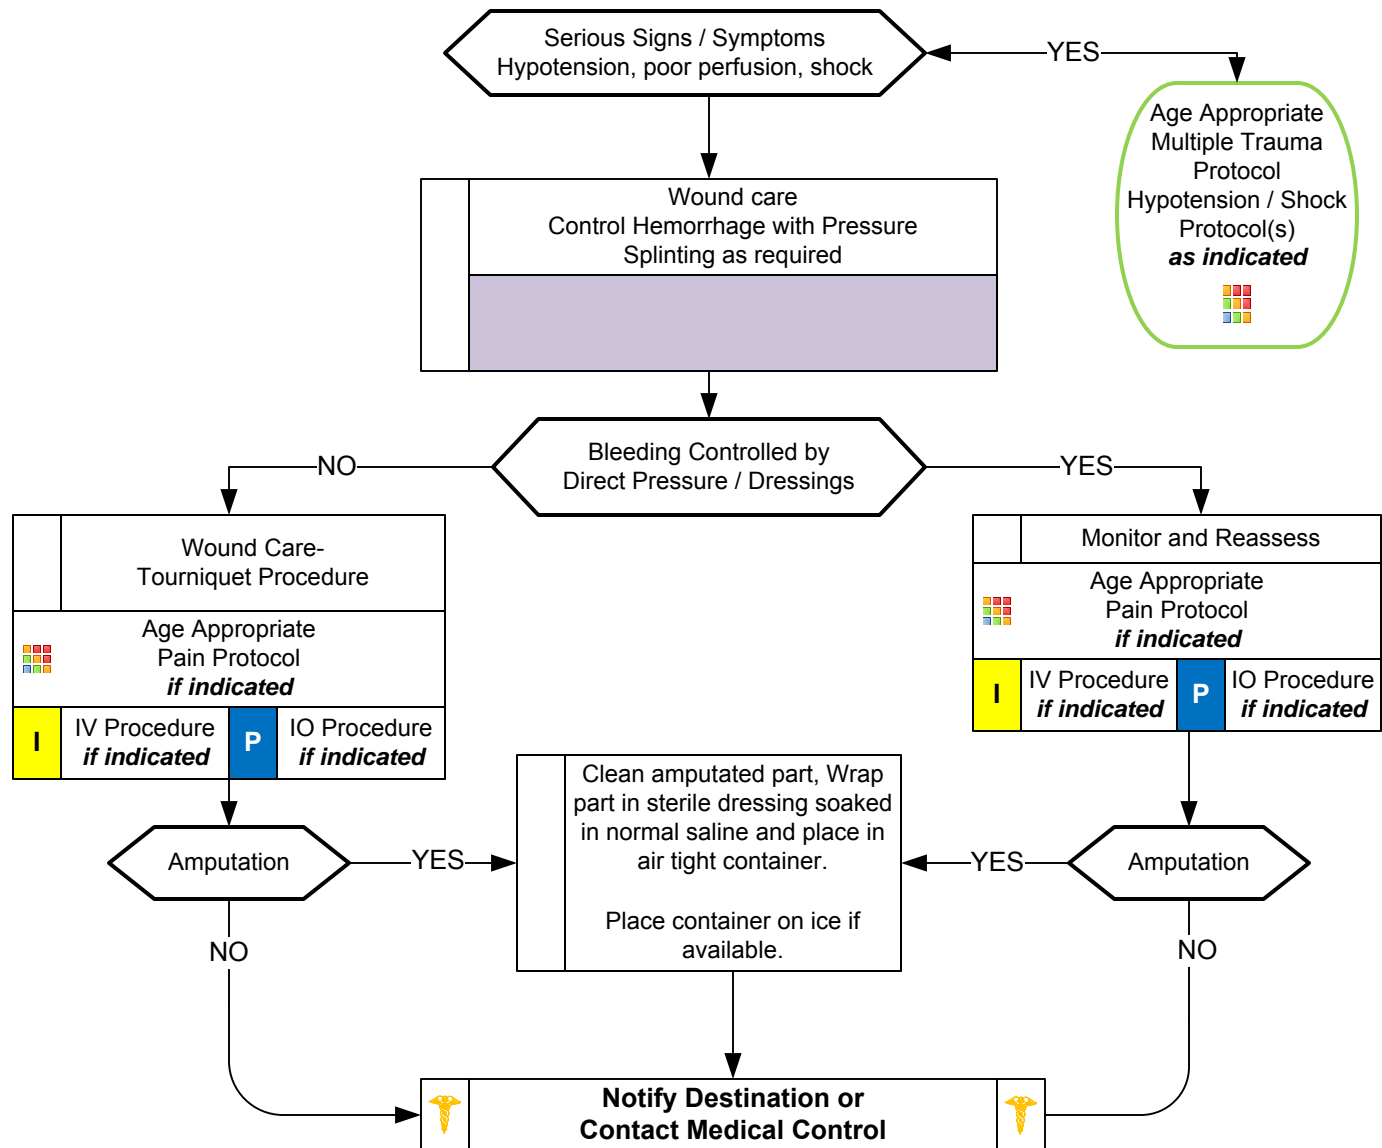 Serious Signs / Symptoms
Hypotension, poor perfusion, shock
YES
Age Appropriate
Multiple Trauma
Protocol
Hypotension / Shock
Protocol(s)
as indicated
Wound care
Control Hemorrhage with Pressure
Splinting as required
Bleeding Controlled by
Direct Pressure / Dressings
NO
YES
Wound Care-
Tourniquet Procedure
Age Appropriate
Pain Protocol
if indicated
I
IV Procedure
if indicated
P
IO Procedure
if indicated
Monitor and Reassess
Age Appropriate
Pain Protocol
if indicated
I
IV Procedure
if indicated
P
IO Procedure
if indicated
Amputation
YES
NO
Clean amputated part, Wrap
part in sterile dressing soaked
in normal saline and place in
air tight container.
Place container on ice if
available.
YES
Amputation
NO
Notify Destination or
Contact Medical Control